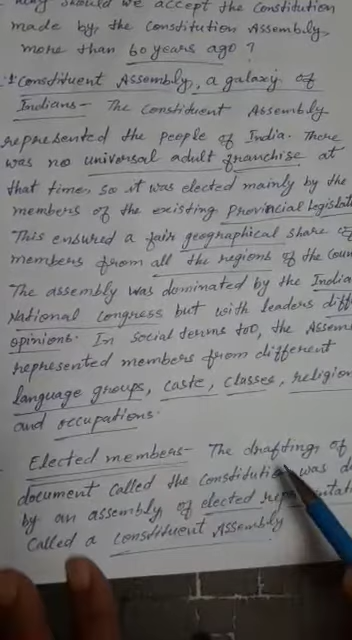 should we accept the Constitution
made by the Constitution Assembly,
more than 60 years ago?
1 Constituent Assembly, a galaxy of
Indians- The Constituent Assembly
represented the people of India. There
was no universal adult franchise at
that time, so it was elected mainly by the
members of the existing Provincial
This ensured a fair geographical share of
members from all the regions of the
The assembly was dominated by the
National Congress but with leaders
opinions. In social terms too, the
represented members from different
language groups, caste, classes,
and occupations.
Elected members- The drafting of
document called the Constitution was
by an assembly of elected
called a constituent Assembly